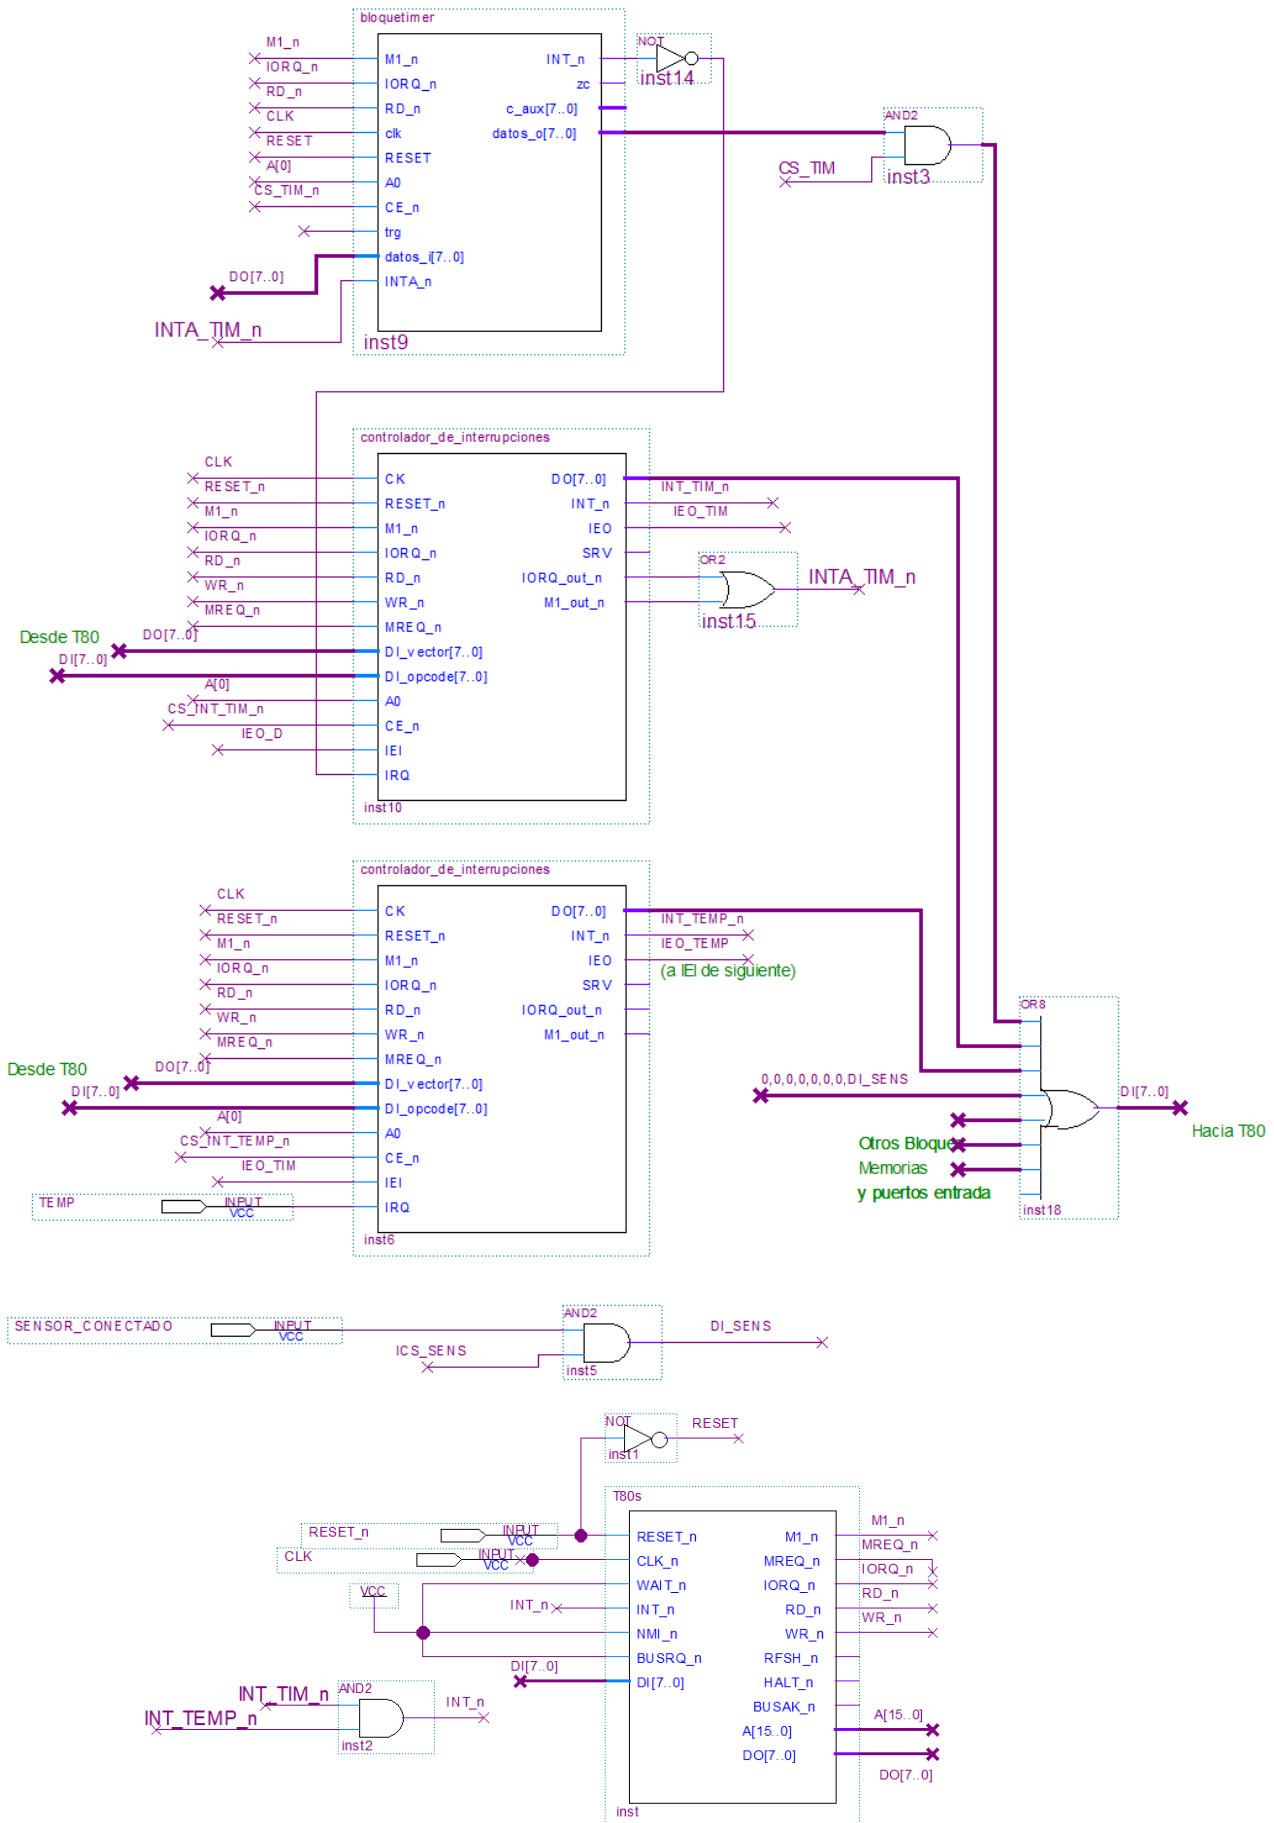 bloquetimer
M1_n
IORQ_n
RD_n
CLK
RESET
A[0]
CS_TIM_n
DO[7..0]
INTA_TIM_n
M1_n
IORQ_n
RD_n
clk
RESET
A0
CE_n
trg
datos_i[7..0]
INTA_n
INT_n
zc
c_aux[7..0]
datos_o[7..0]
inst9
NOT
inst14
AND2
CS_TIM
inst3
controlador_de_interrupciones
CLK
RESET_n
M1_n
IORQ_n
RD_n
WR_n
MREQ_n
Desde T80
DO[7..0]
DI[7..0]
A[0]
CS_INT_TIM_n
IEO_D
CK
RESET_n
M1_n
IORQ_n
RD_n
WR_n
MREQ_n
DI_vector[7..0]
DI_opcode[7..0]
A0
CE_n
IEI
IRQ
DO[7..0]
INT_n
IEO
SRV
IORQ_out_n
M1_out_n
inst10
INT_TIM_n
IEO_TIM
OR2
INTA_TIM_n
inst15
controlador_de_interrupciones
CLK
RESET_n
M1_n
IORQ_n
RD_n
WR_n
MREQ_n
Desde T80
DO[7..0]
DI[7..0]
A[0]
CS_INT_TEMP_n
IEO_TIM
TEMP
INPUT
VCC
CK
RESET_n
M1_n
IORQ_n
RD_n
WR_n
MREQ_n
DI_vector[7..0]
DI_opcode[7..0]
A0
CE_n
IEI
IRQ
DO[7..0]
INT_n
IEO
SRV
IORQ_out_n
M1_out_n
inst6
INT_TEMP_n
IEO_TEMP
(a IEI de siguiente)
OR8
0,0,0,0,0,0,0,DI_SENS
DI[7..0]
Hacia T80
Otros Bloque
Memorias
y puertos entrada
inst18
SENSOR_CONECTADO
INPUT
VCC
AND2
ICS_SENS
DI_SENS
inst5
NOT
RESET
inst1
T80s
RESET_n
INPUT
VCC
CLK
INPUT
VCC
VCC
INT_n
DI[7..0]
RESET_n
CLK_n
WAIT_n
INT_n
NMI_n
BUSRQ_n
DI[7..0]
M1_n
MREQ_n
IORQ_n
RD_n
WR_n
RFSH_n
HALT_n
BUSAK_n
A[15..0]
DO[7..0]
inst
M1_n
MREQ_n
IORQ_n
RD_n
WR_n
A[15..0]
DO[7..0]
INT_TIM_n
INT_TEMP_n
AND2
INT_n
inst2